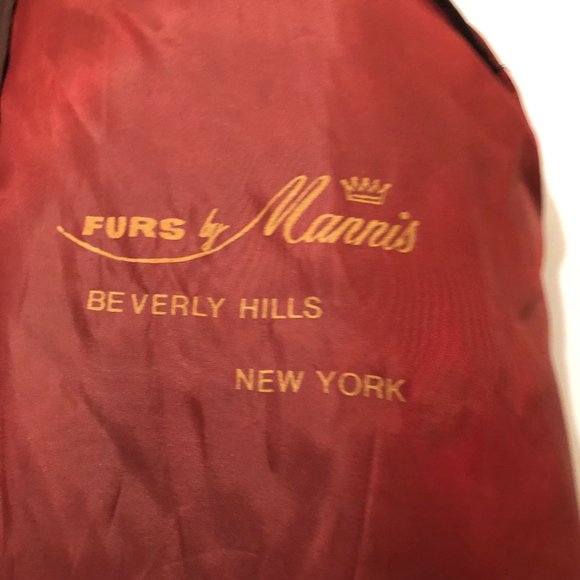 FURS by Mannis
BEVERLY HILLS
NEW YORK